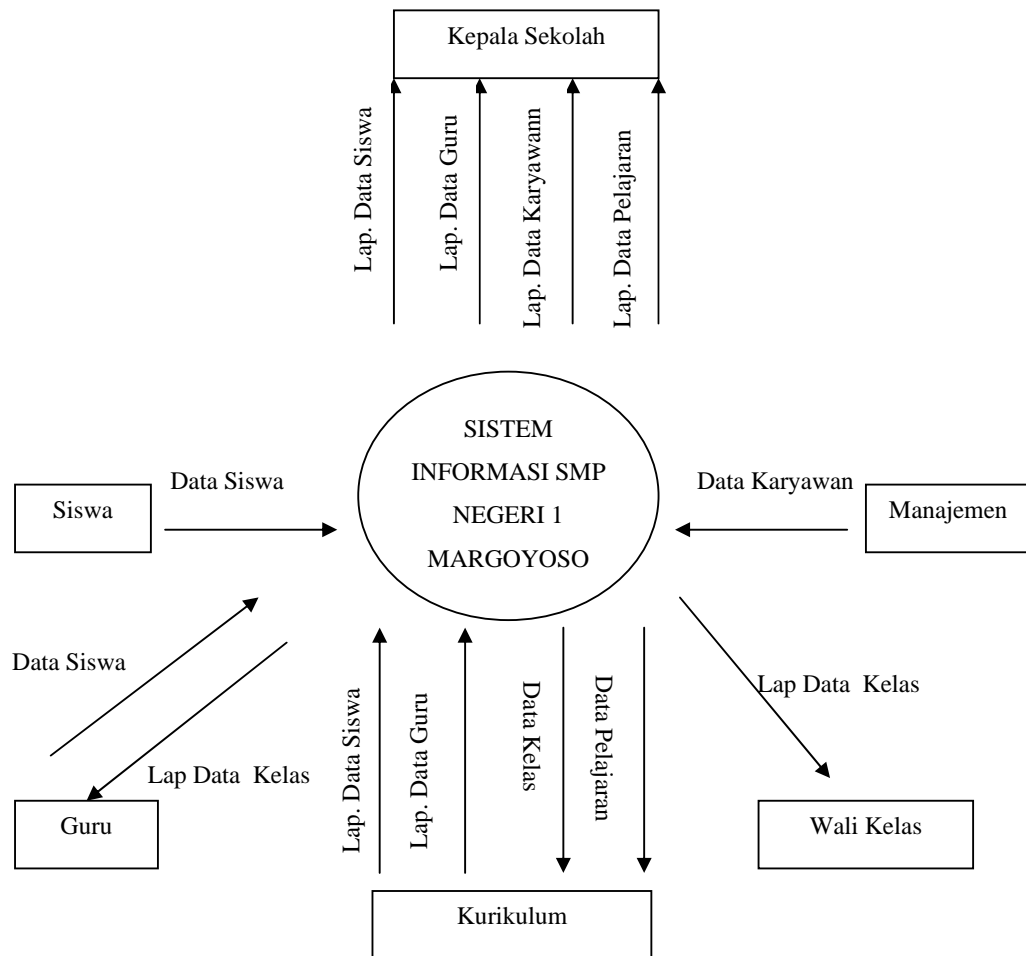 Kepala Sekolah
Lap. Data Siswa
Lap. Data Guru
Lap. Data Karyawann
Lap. Data Pelajaran
SISTEM
INFORMASI SMP
NEGERI 1
MARGOYOSO
Data Siswa
Siswa
Data Karyawan
Manajemen
Data Siswa
Lap Data  Kelas
Guru
Lap. Data Siswa
Lap. Data Guru
Data Kelas
Data Pelajaran
Lap Data  Kelas
Wali Kelas
Kurikulum